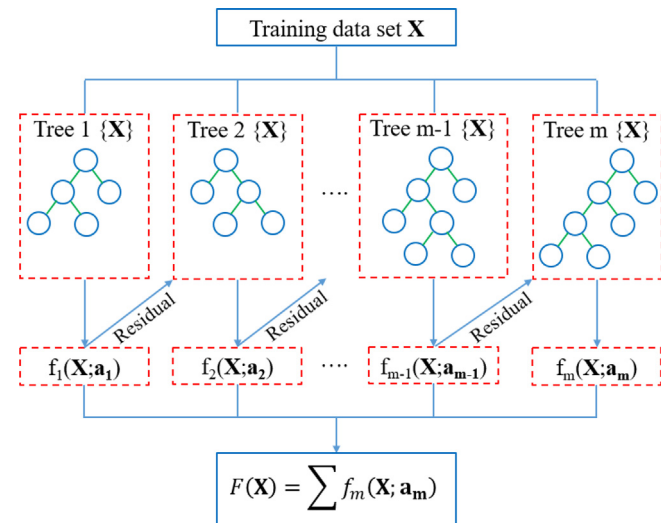 Training data set X
Tree 1 {X}
Tree 2 {X}
Tree m-1 {X}
Tree m {X}
....
Residual
Residual
Residual
f₁(X;a₁)
f₂(X;a₂)
....
fₘ₋₁(X;aₘ₋₁)
fₘ(X;aₘ)
F(X) = ∑ fₘ(X; aₘ)